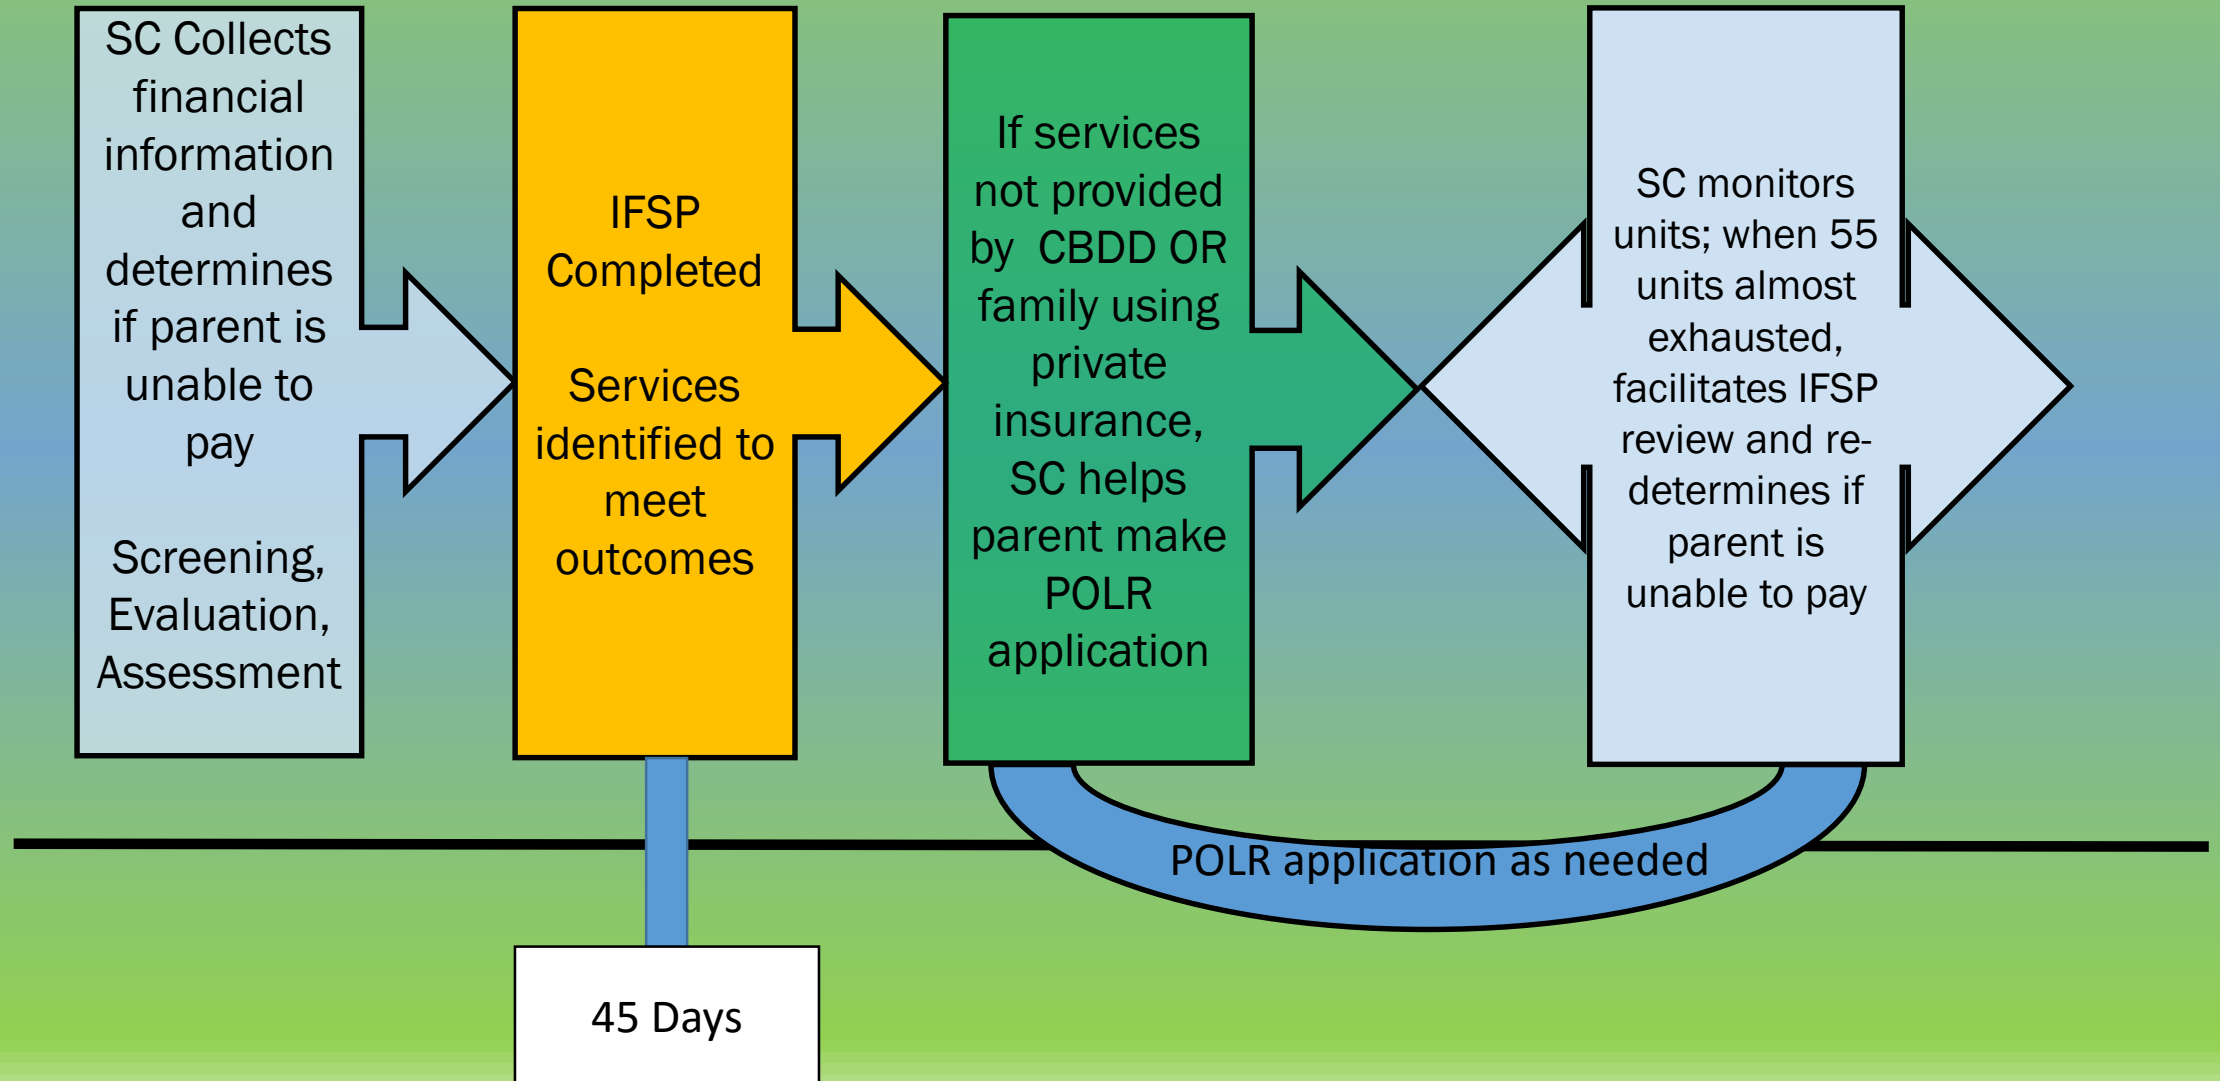 SC Collects
financial
information
and
determines
if parent is
unable to
pay
Screening,
Evaluation,
Assessment
IFSP
Completed
Services
identified to
meet
outcomes
If services
not provided
by CBDD OR
family using
private
insurance,
SC helps
parent make
POLR
application
SC monitors
units; when 55
units almost
exhausted,
facilitates IFSP
review and re-
determines if
parent is
unable to pay
POLR application as needed
45 Days